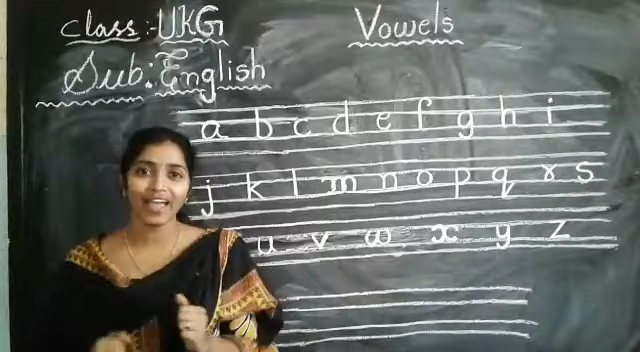 class:- UKG
Vowels
Sub: English
a b c d e f g h i
j k l m n o p q r s
u v w x y z